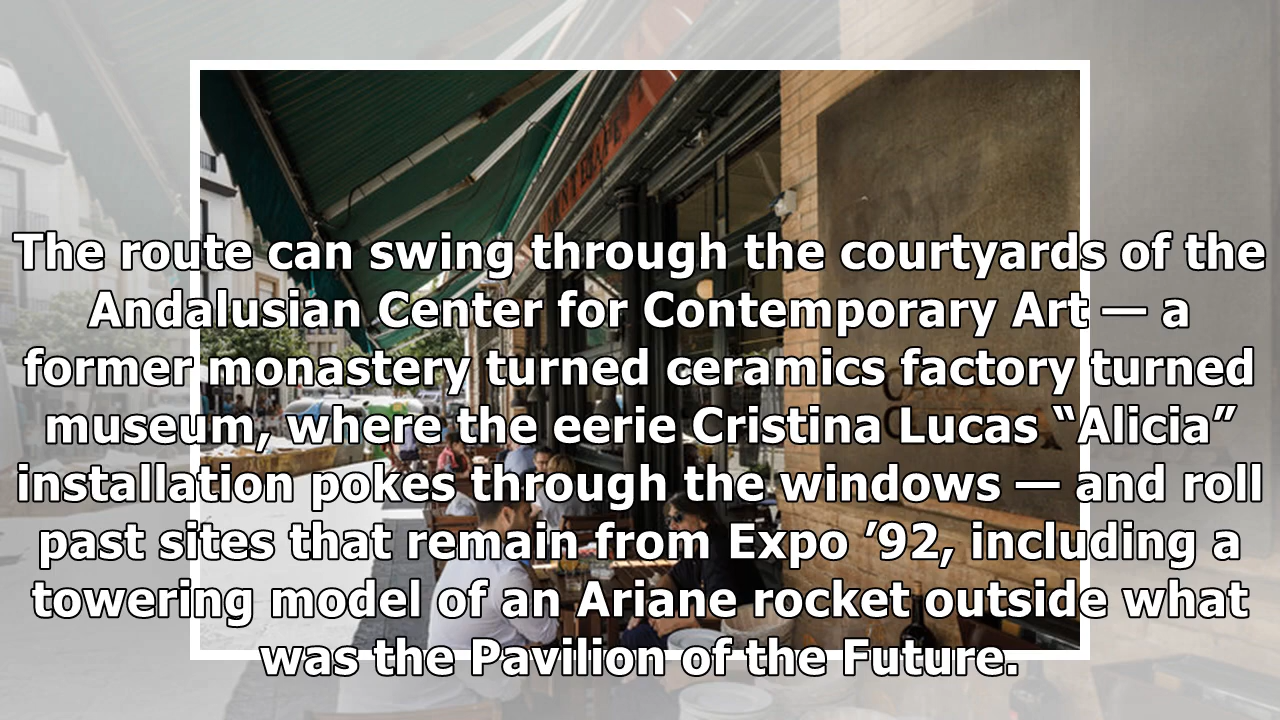 The route can swing through the courtyards of the
Andalusian Center for Contemporary Art — a
former monastery turned ceramics factory turned
museum, where the eerie Cristina Lucas “Alicia”
installation pokes through the windows — and roll
past sites that remain from Expo ’92, including a
towering model of an Ariane rocket outside what
was the Pavilion of the Future.